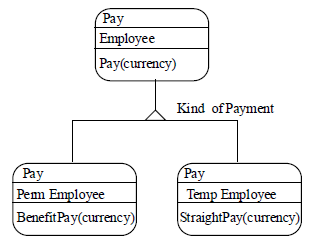 Pay
Employee
Pay(currency)
Kind of Payment
Pay
Perm Employee
BenefitPay(currency)
Pay
Temp Employee
StraightPay(currency)